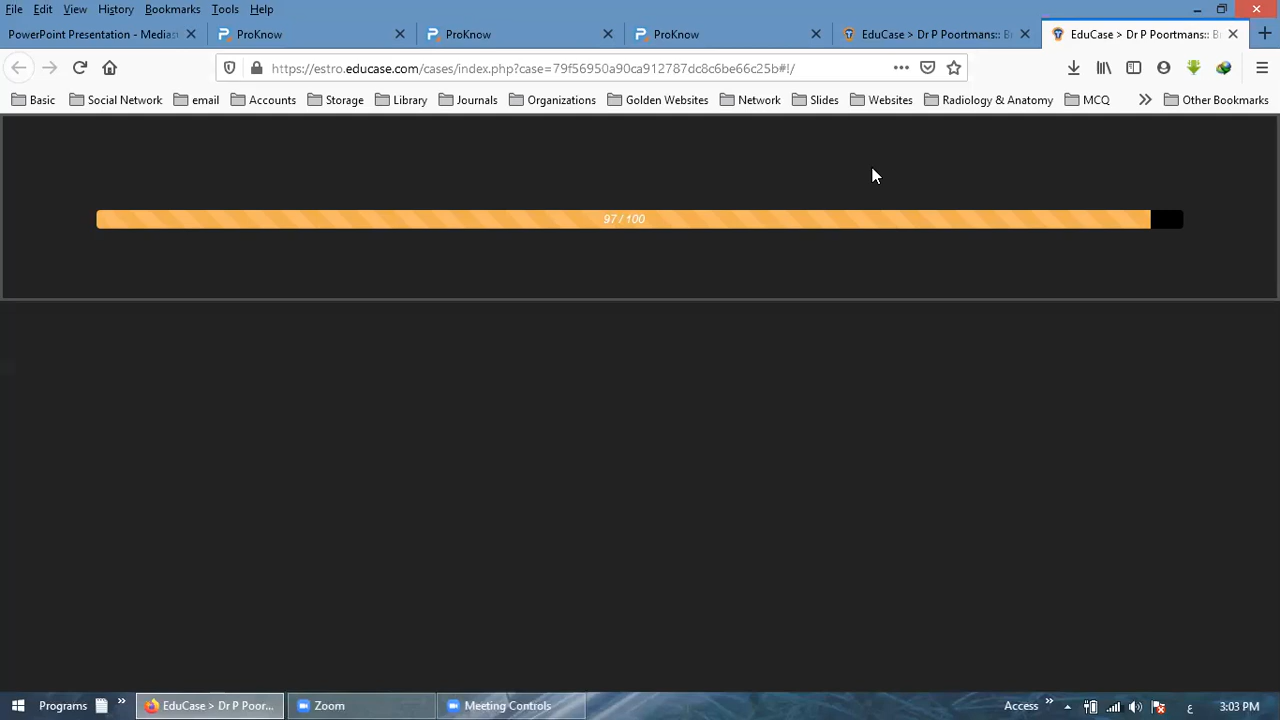 File Edit View History Bookmarks Tools Help
PowerPoint Presentation - Median ProKnow ProKnow ProKnow EduCase > Dr P Poortmans:: Br EduCase > Dr P Poortmans:: B
https://estro.educase.com/cases/index.php?case=79f56950a90ca912787dc8c6be66c25b#!/
Basic Social Network email Accounts Storage Library Journals Organizations Golden Websites Network Slides Websites Radiology & Anatomy MCQ Other Bookmarks
97 / 100
Programs EduCase > Dr P Poor... Zoom Meeting Controls Access ع 3:03 PM